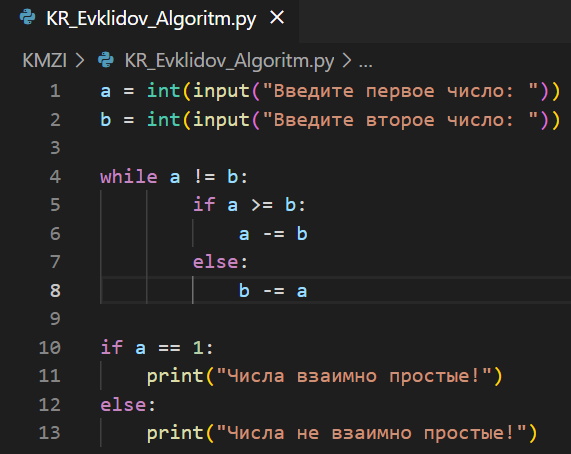 KR_Evklidov_Algoritm.py
KMZI > KR_Evklidov_Algoritm.py > ...
1 a = int(input("Введите первое число: "))
2 b = int(input("Введите второе число: "))
3
4 while a != b:
5         if a >= b:
6             a -= b
7         else:
8             b -= a
9
10 if a == 1:
11     print("Числа взаимно простые!")
12 else:
13     print("Числа не взаимно простые!")